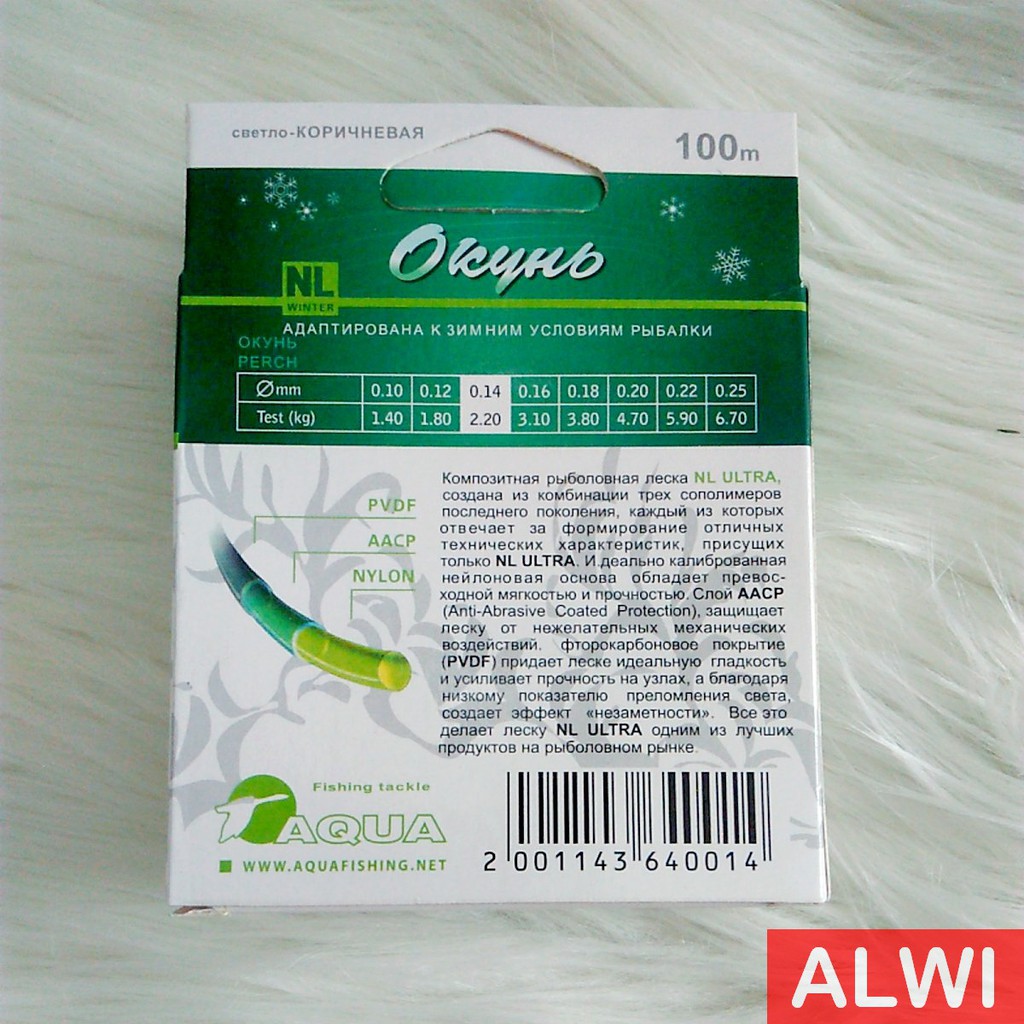 светло-КОРИЧНЕВАЯ
100m
Окунь
NL
WINTER
АДАПТИРОВАНА К ЗИМНИМ УСЛОВИЯМ РЫБАЛКИ
ОКУНЬ
PERCH
Ømm 0.10 0.12 0.14 0.16 0.18 0.20 0.22 0.25
Test (kg) 1.40 1.80 2.20 3.10 3.80 4.70 5.90 6.70
PVDF
AACP
NYLON
Композитная рыболовная леска NL ULTRA,
создана из комбинации трех сополимеров
последнего поколения, каждый из которых
отвечает за формирование отличных
технических характеристик, присущих
только NL ULTRA. И.деально калиброванная
нейлоновая основа обладает превос-
ходной мягкостью и прочностью. Слой AACP
(Anti-Abrasive Coated Protection), защищает
леску от нежелательных механических
воздействий. фторокарбоновое покрытие
(PVDF) придает леске идеальную гладкость
и усиливает прочность на узлах, а благодаря
низкому показателю преломления света,
создает эффект «незаметности». Все это
делает леску NL ULTRA одним из лучших
продуктов на рыболовном рынке.
Fishing tackle
AQUA
WWW.AQUAFISHING.NET
2 001143 640014
ALWI